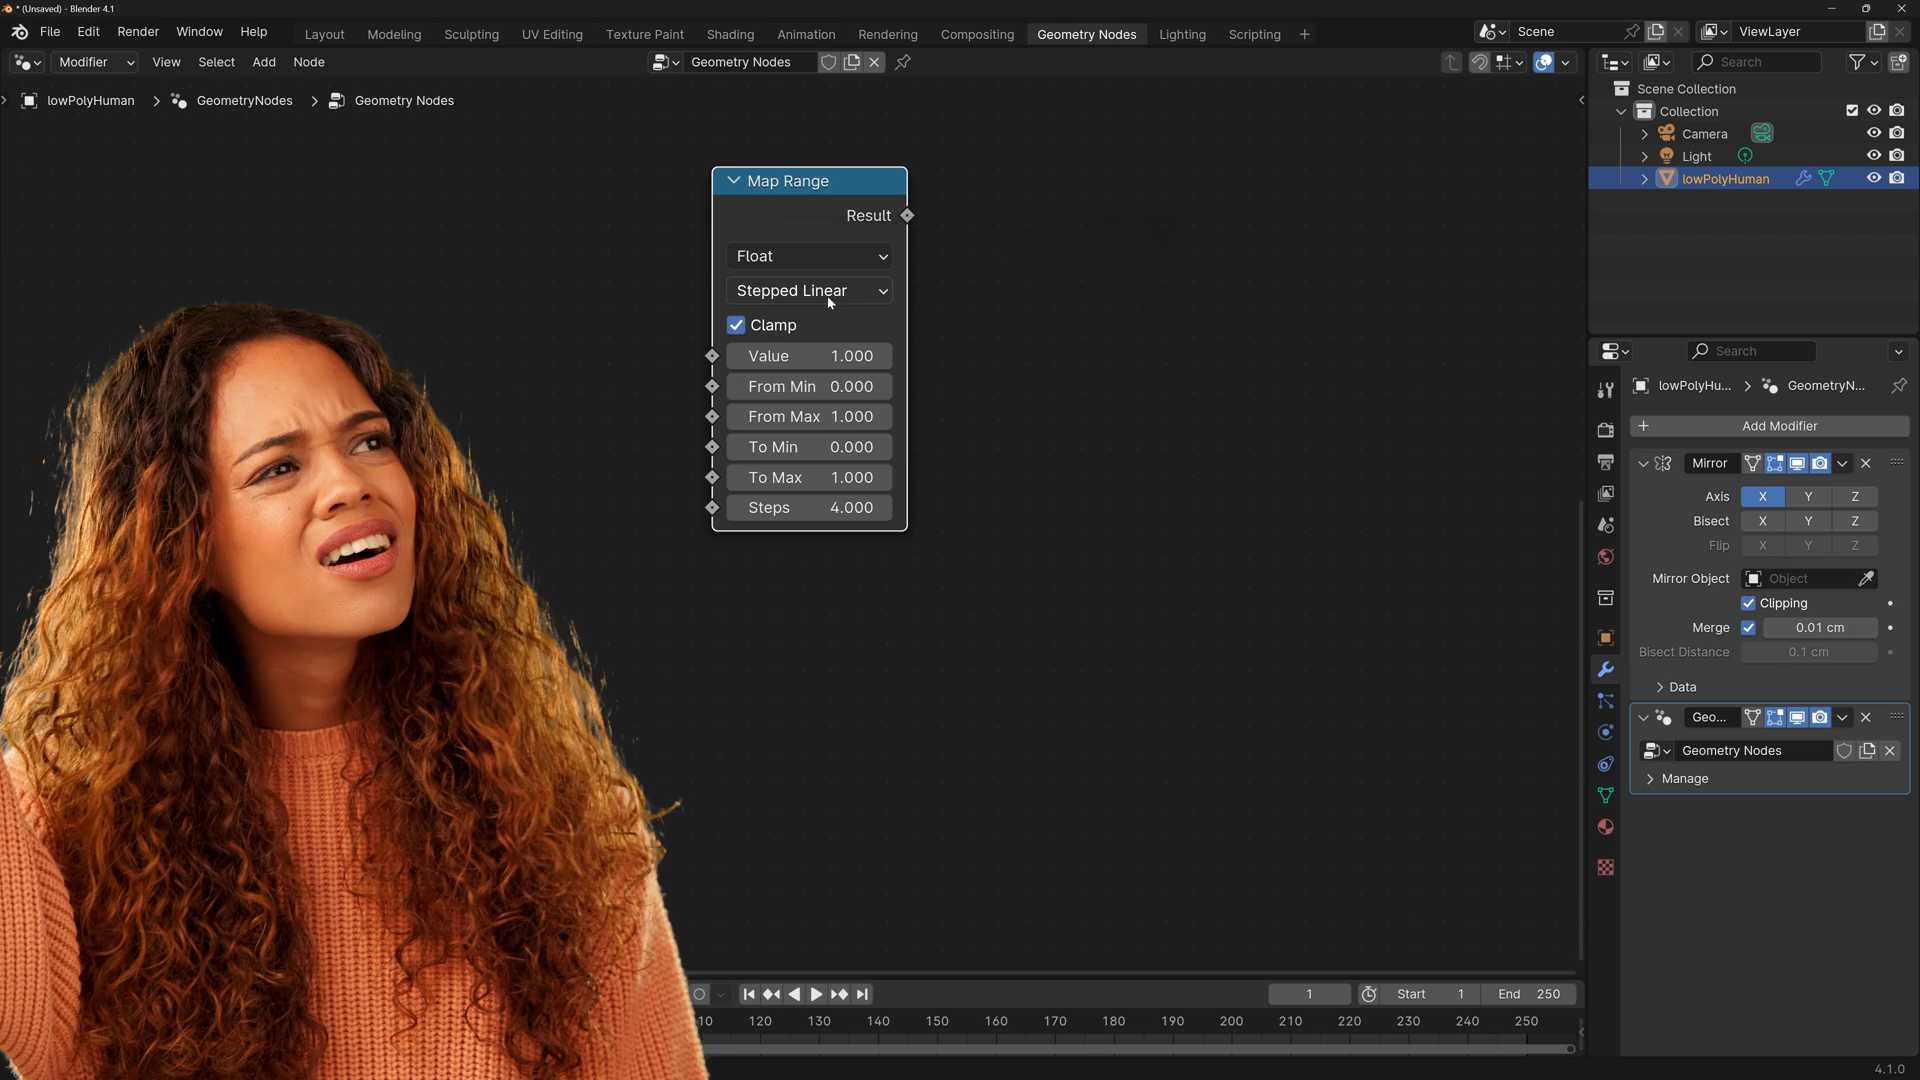 * (Unsaved) - Blender 4.1
File Edit Render Window Help
Layout Modeling Sculpting UV Editing Texture Paint Shading Animation Rendering Compositing Geometry Nodes Lighting Scripting +
Scene
ViewLayer
Modifier View Select Add Node
Geometry Nodes
Search
lowPolyHuman > GeometryNodes > Geometry Nodes
Scene Collection
Collection
Camera
Light
lowPolyHuman
Map Range
Result
Float
Stepped Linear
Clamp
Value 1.000
From Min 0.000
From Max 1.000
To Min 0.000
To Max 1.000
Steps 4.000
Search
lowPolyHu... > GeometryN...
+ Add Modifier
Mirror
Axis X Y Z
Bisect X Y Z
Flip X Y Z
Mirror Object Object
Clipping
Merge 0.01 cm
Bisect Distance 0.1 cm
Data
Geo...
Geometry Nodes
Manage
1 Start 1 End 250
10 120 130 140 150 160 170 180 190 200 210 220 230 240 250
4.1.0